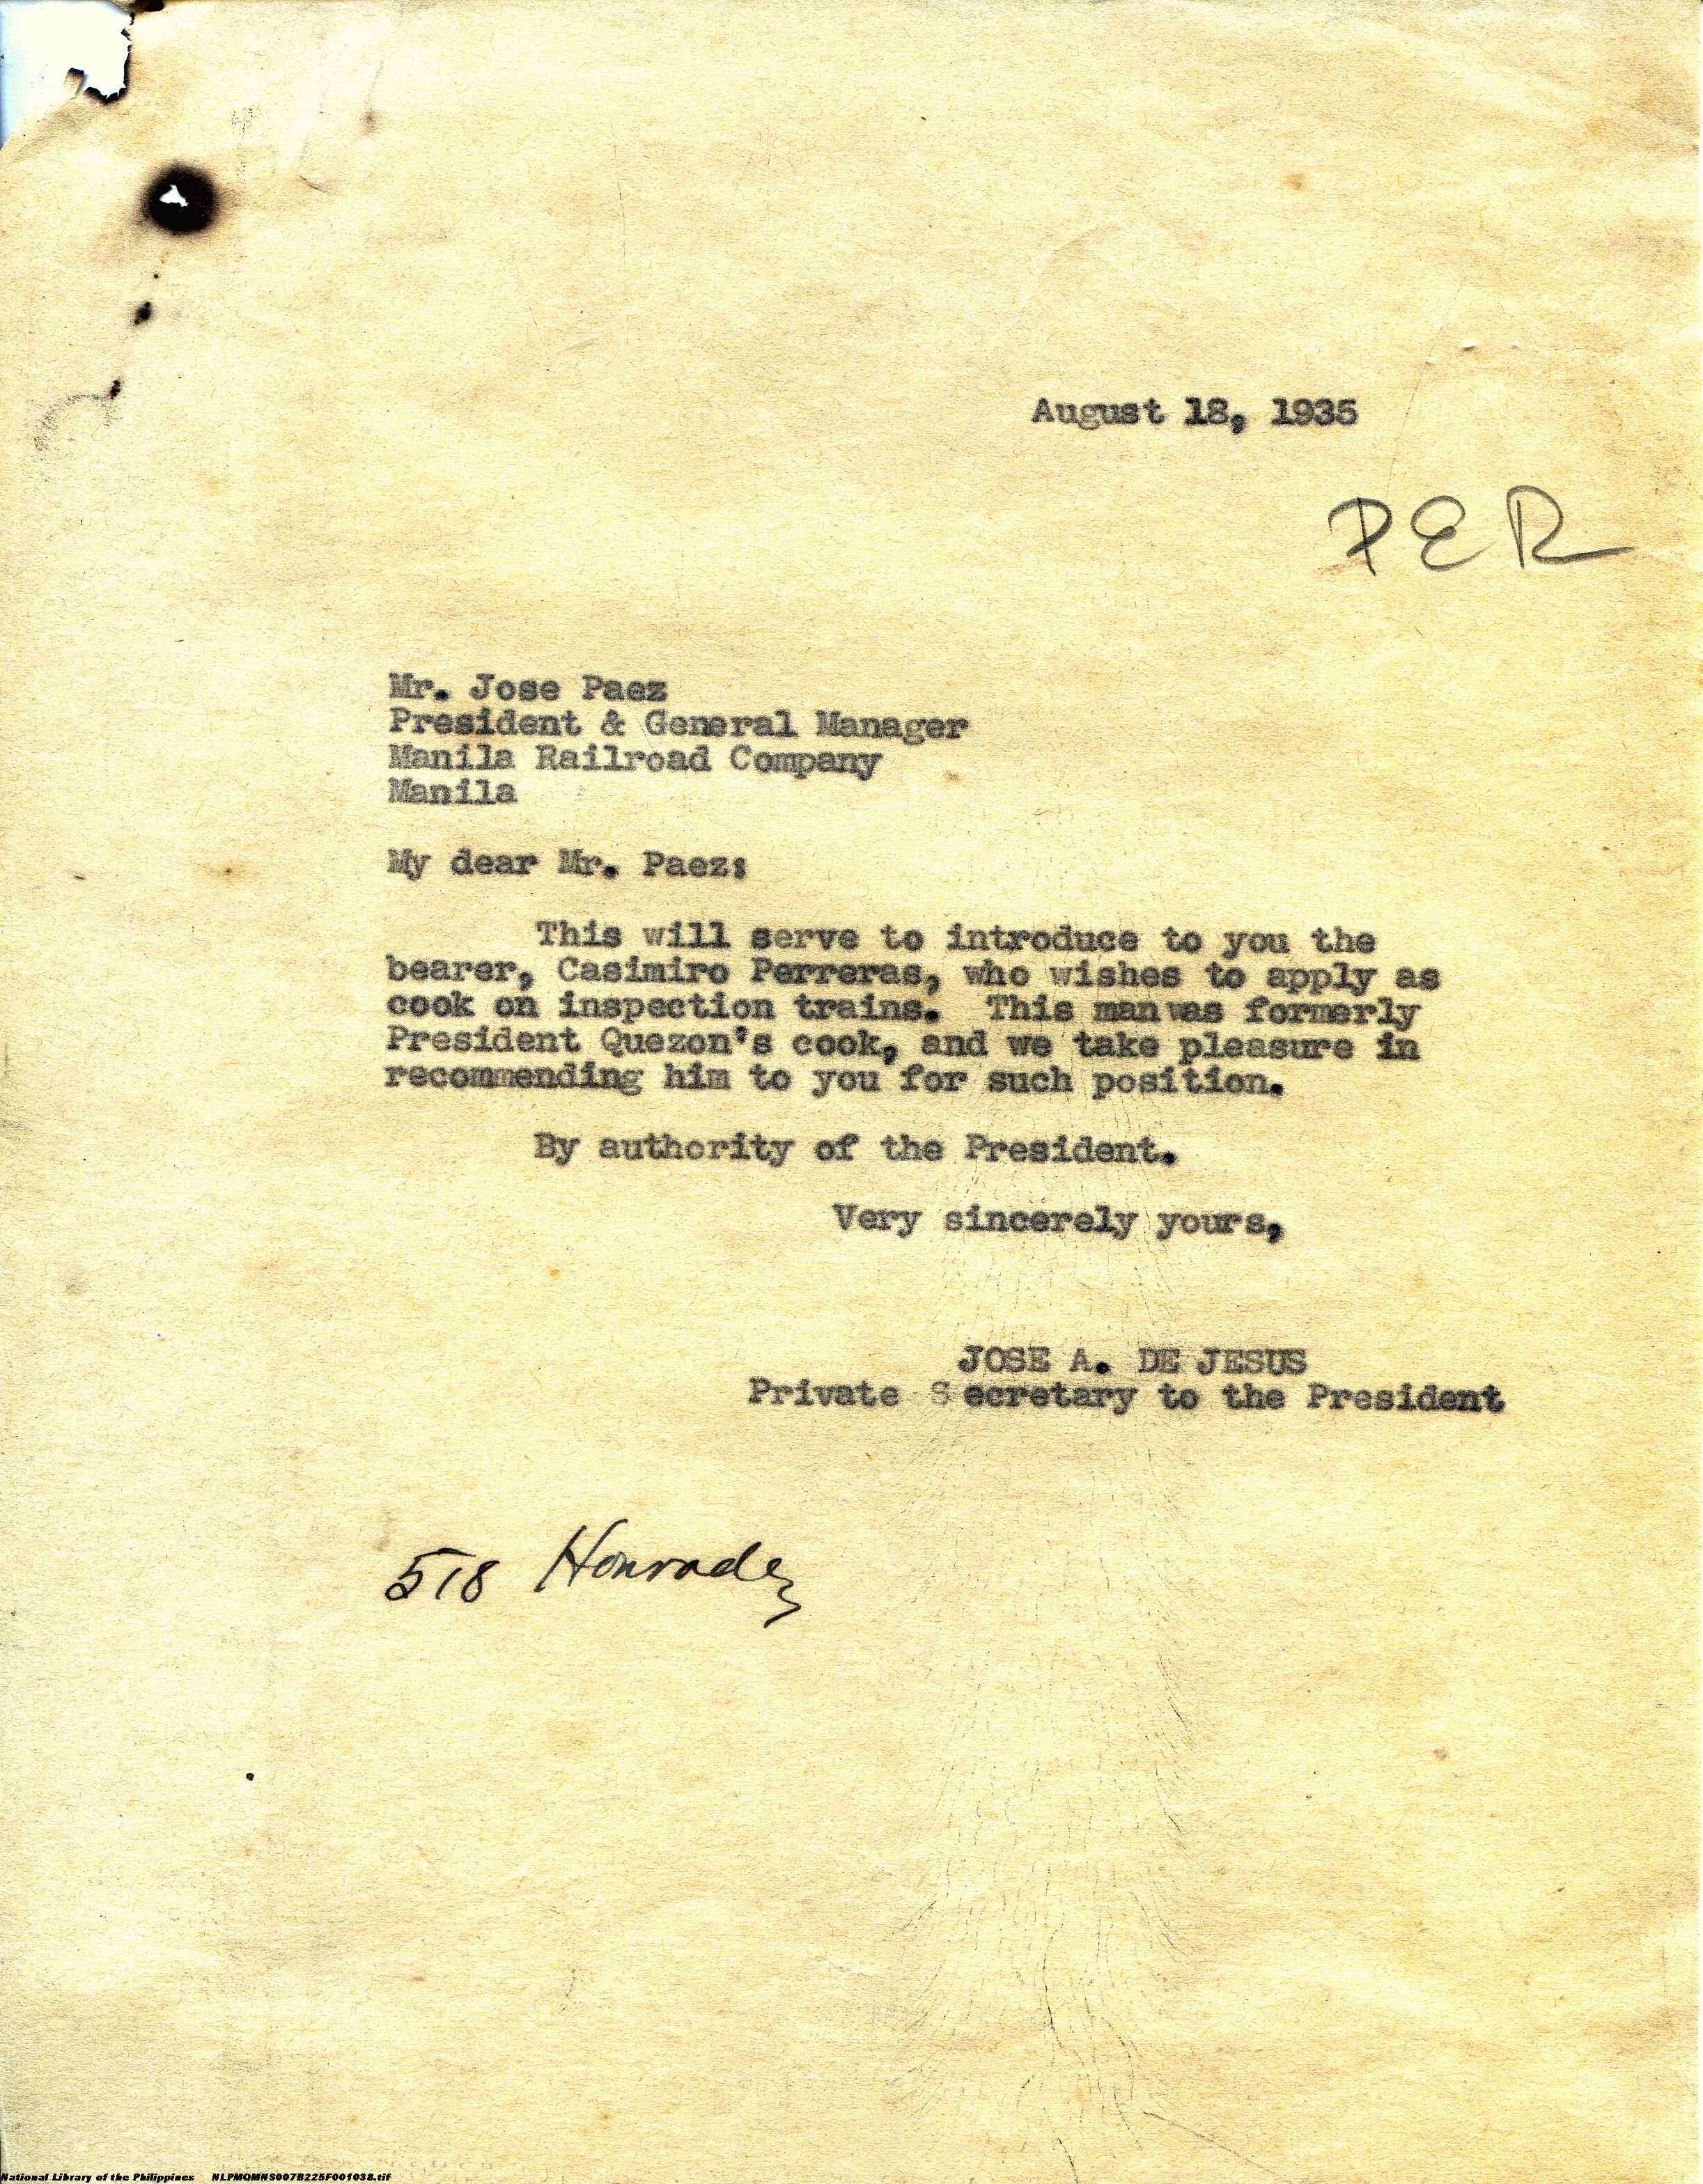 August 18, 1935
PER
Mr. Jose Paez
President & General Manager
Manila Railroad Company
Manila
My dear Mr. Paez:
This will serve to introduce to you the
bearer, Casimiro Perreras, who wishes to apply as
cook on inspection trains. This man was formerly
President Quezon's cook, and we take pleasure in
recommending him to you for such position.
By authority of the President.
Very sincerely yours,
JOSE A. DE JESUS
Private Secretary to the President
518 Honradez
National Library of the Philippines NLPMQMNS007B225F001038.tif